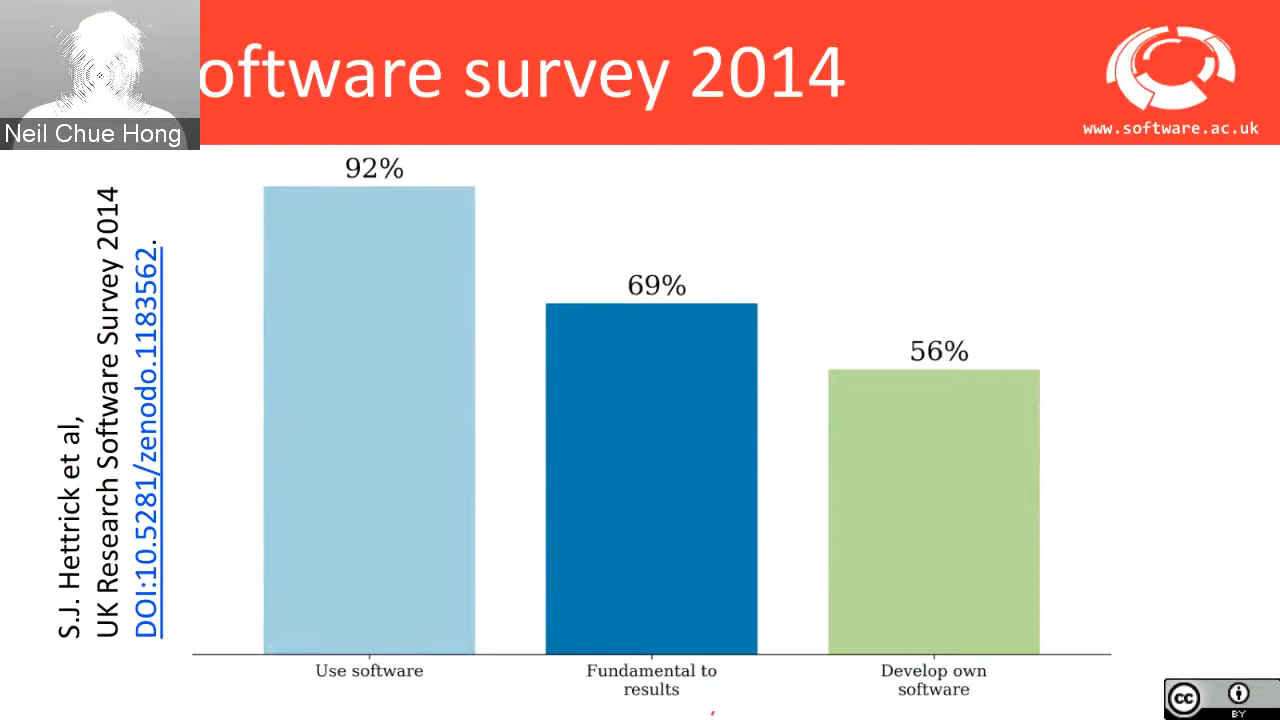 oftware survey 2014
www.software.ac.uk
Neil Chue Hong
92%
69%
56%
S.J. Hettrick et al,
UK Research Software Survey 2014
DOI:10.5281/zenodo.1183562.
Use software
Fundamental to
results
Develop own
software
cc
BY